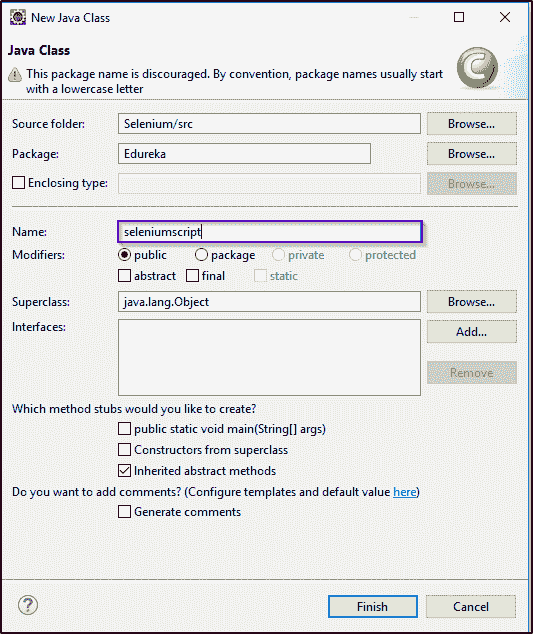 New Java Class
Java Class
This package name is discouraged. By convention, package names usually start
with a lowercase letter
Source folder: Selenium/src Browse...
Package: Edureka Browse...
Enclosing type: Browse...
Name: seleniumscript
Modifiers: public package private protected
abstract final static
Superclass: java.lang.Object Browse...
Interfaces: Add...
Remove
Which method stubs would you like to create?
public static void main(String[] args)
Constructors from superclass
Inherited abstract methods
Do you want to add comments? (Configure templates and default value here)
Generate comments
? Finish Cancel